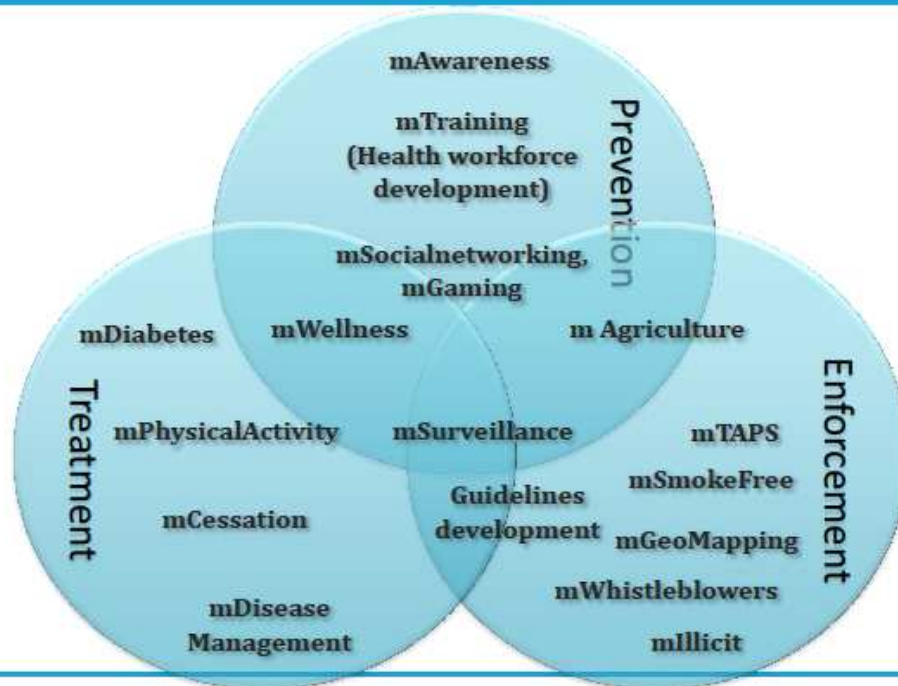 mAwareness
mTraining
(Health workforce
development)
Prevention
mSocialnetworking,
mGaming
mDiabetes
mWellness
m Agriculture
Treatment
Enforcement
mPhysicalActivity
mSurveillance
mTAPS
mSmokeFree
Guidelines
development
mCessation
mGeoMapping
mWhistleblowers
mDisease
Management
mIllicit